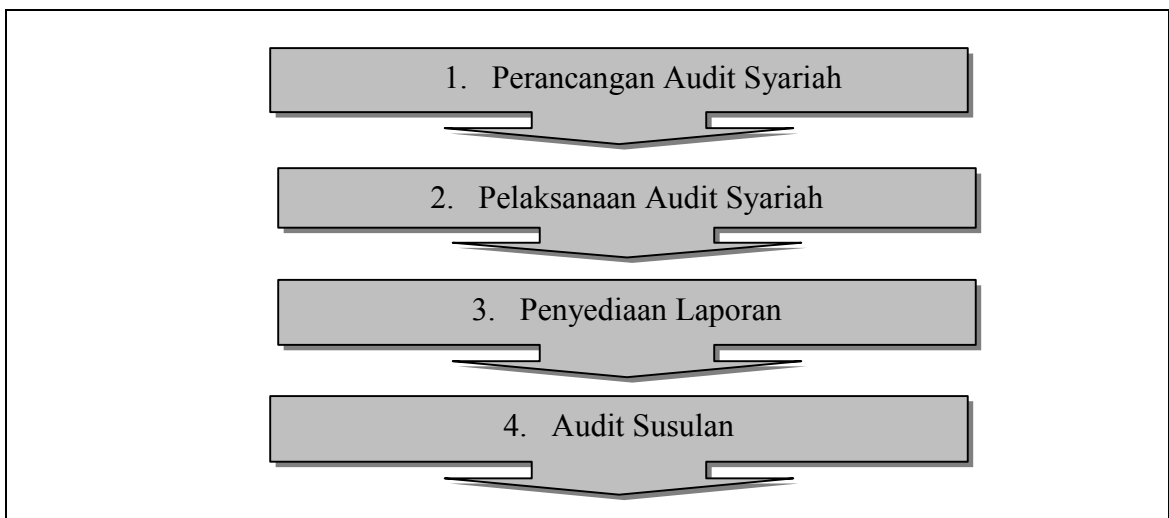 1. Perancangan Audit Syariah
2. Pelaksanaan Audit Syariah
3. Penyediaan Laporan
4. Audit Susulan